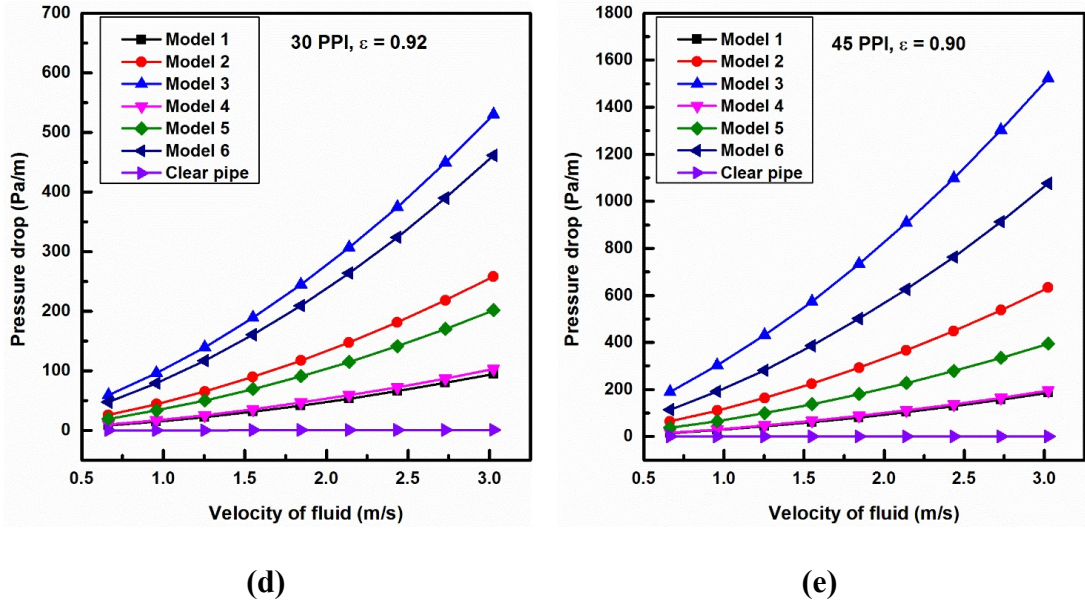 700
600
500
400
300
200
100
0
0.5 1.0 1.5 2.0 2.5 3.0
Pressure drop (Pa/m)
Velocity of fluid (m/s)
Model 1
Model 2
Model 3
Model 4
Model 5
Model 6
Clear pipe
30 PPI, ε = 0.92
(d)
1800
1600
1400
1200
1000
800
600
400
200
0
0.5 1.0 1.5 2.0 2.5 3.0
Pressure drop (Pa/m)
Velocity of fluid (m/s)
Model 1
Model 2
Model 3
Model 4
Model 5
Model 6
Clear pipe
45 PPI, ε = 0.90
(e)